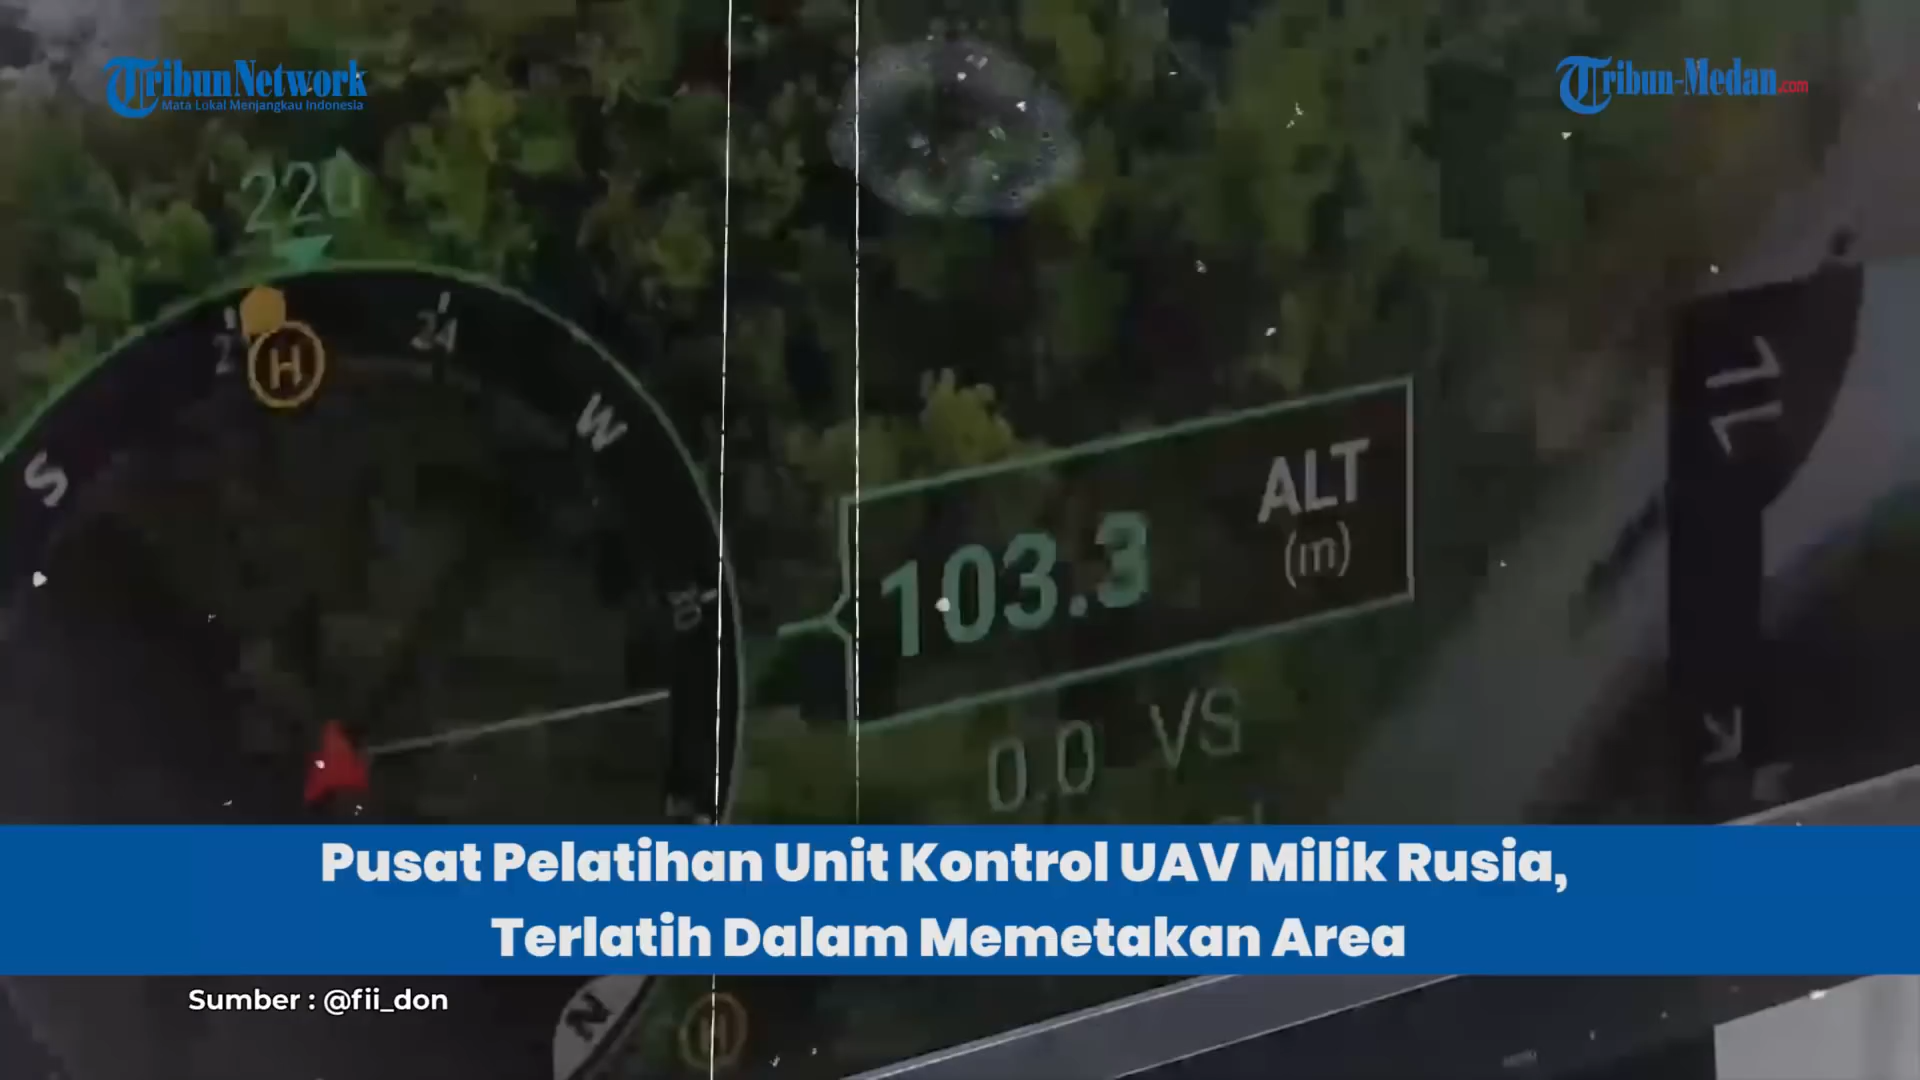 TribunNetwork
Mata Lokal Menjangkau Indonesia
Tribun-Medan.com
220
24
H
S
W
ALT
(m)
103.3
0.0 VS
Pusat Pelatihan Unit Kontrol UAV Milik Rusia,
Terlatih Dalam Memetakan Area
Sumber : @fii_don
N
H